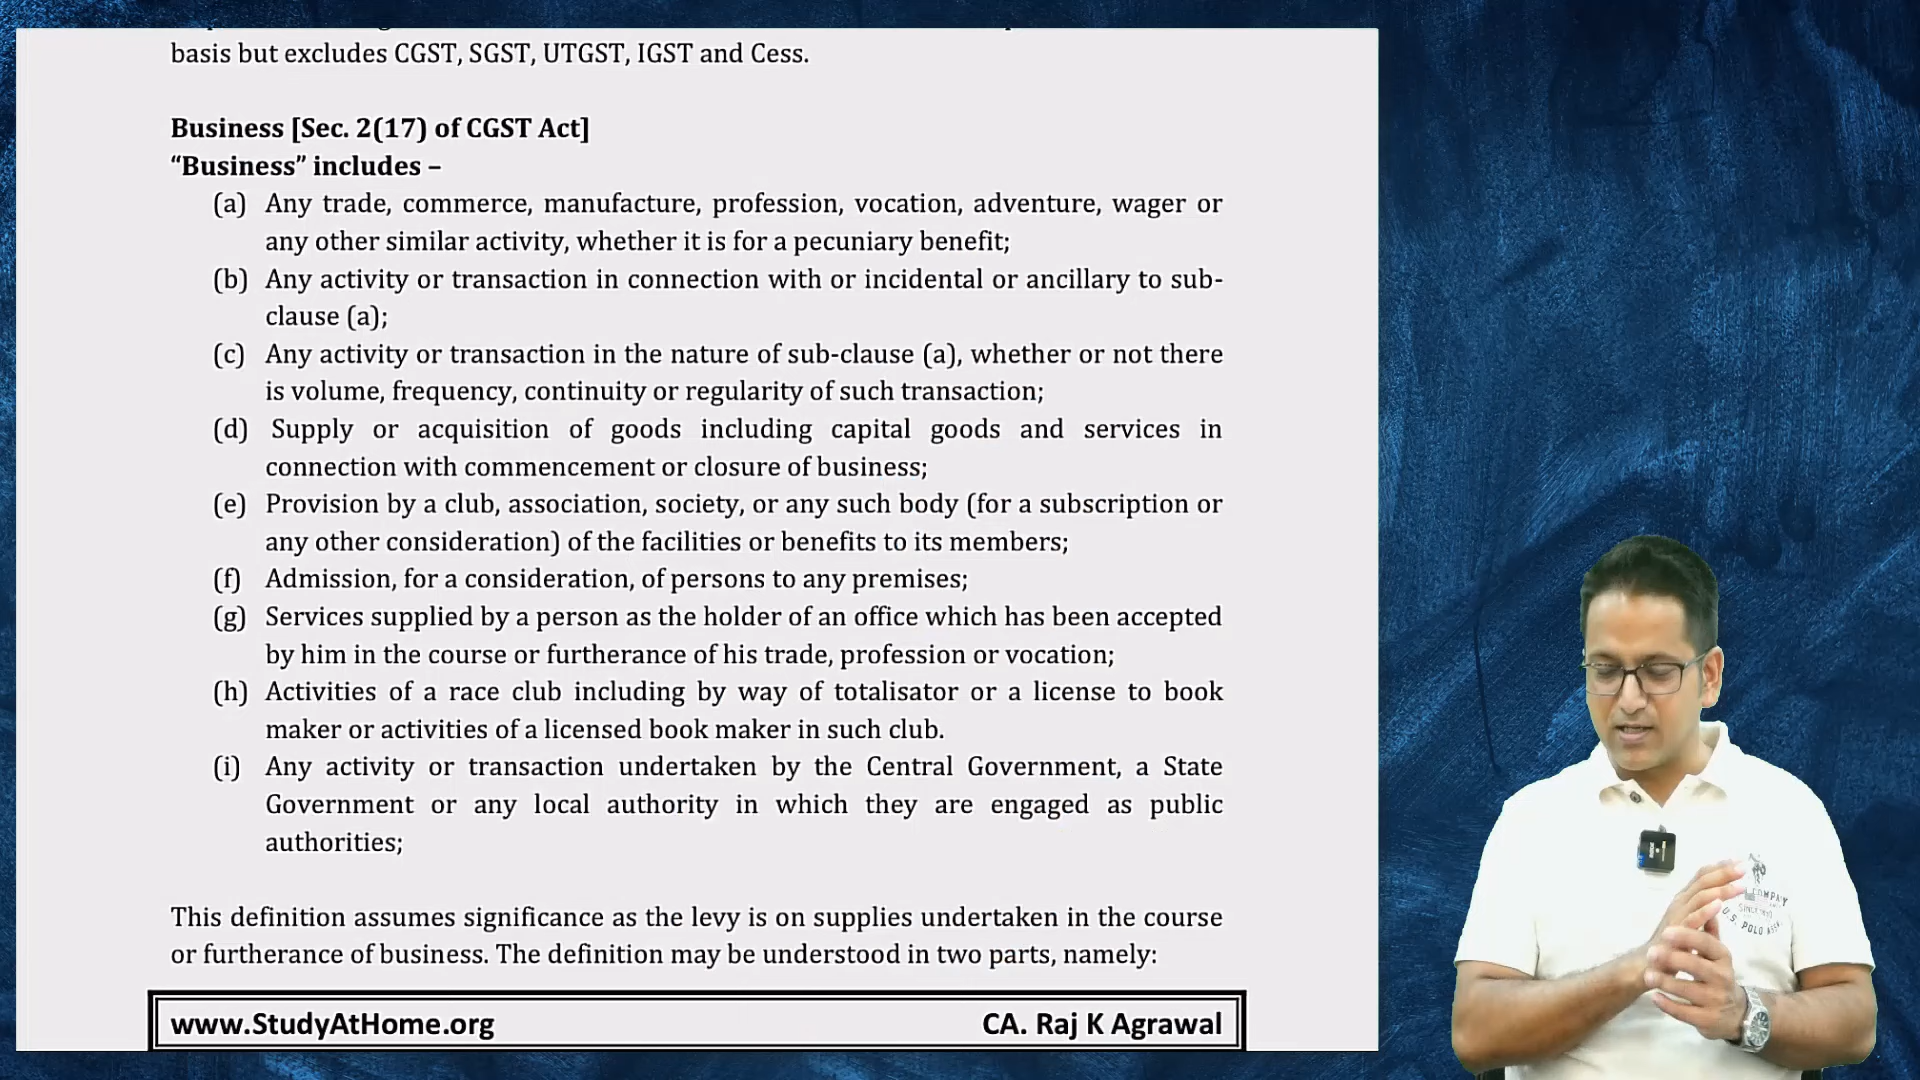 basis but excludes CGST, SGST, UTGST, IGST and Cess.
Business [Sec. 2(17) of CGST Act]
“Business” includes –
(a) Any trade, commerce, manufacture, profession, vocation, adventure, wager or
any other similar activity, whether it is for a pecuniary benefit;
(b) Any activity or transaction in connection with or incidental or ancillary to sub-
clause (a);
(c) Any activity or transaction in the nature of sub-clause (a), whether or not there
is volume, frequency, continuity or regularity of such transaction;
(d) Supply or acquisition of goods including capital goods and services in
connection with commencement or closure of business;
(e) Provision by a club, association, society, or any such body (for a subscription or
any other consideration) of the facilities or benefits to its members;
(f) Admission, for a consideration, of persons to any premises;
(g) Services supplied by a person as the holder of an office which has been accepted
by him in the course or furtherance of his trade, profession or vocation;
(h) Activities of a race club including by way of totalisator or a license to book
maker or activities of a licensed book maker in such club.
(i) Any activity or transaction undertaken by the Central Government, a State
Government or any local authority in which they are engaged as public
authorities;
This definition assumes significance as the levy is on supplies undertaken in the course
or furtherance of business. The definition may be understood in two parts, namely:
www.StudyAtHome.org CA. Raj K Agrawal